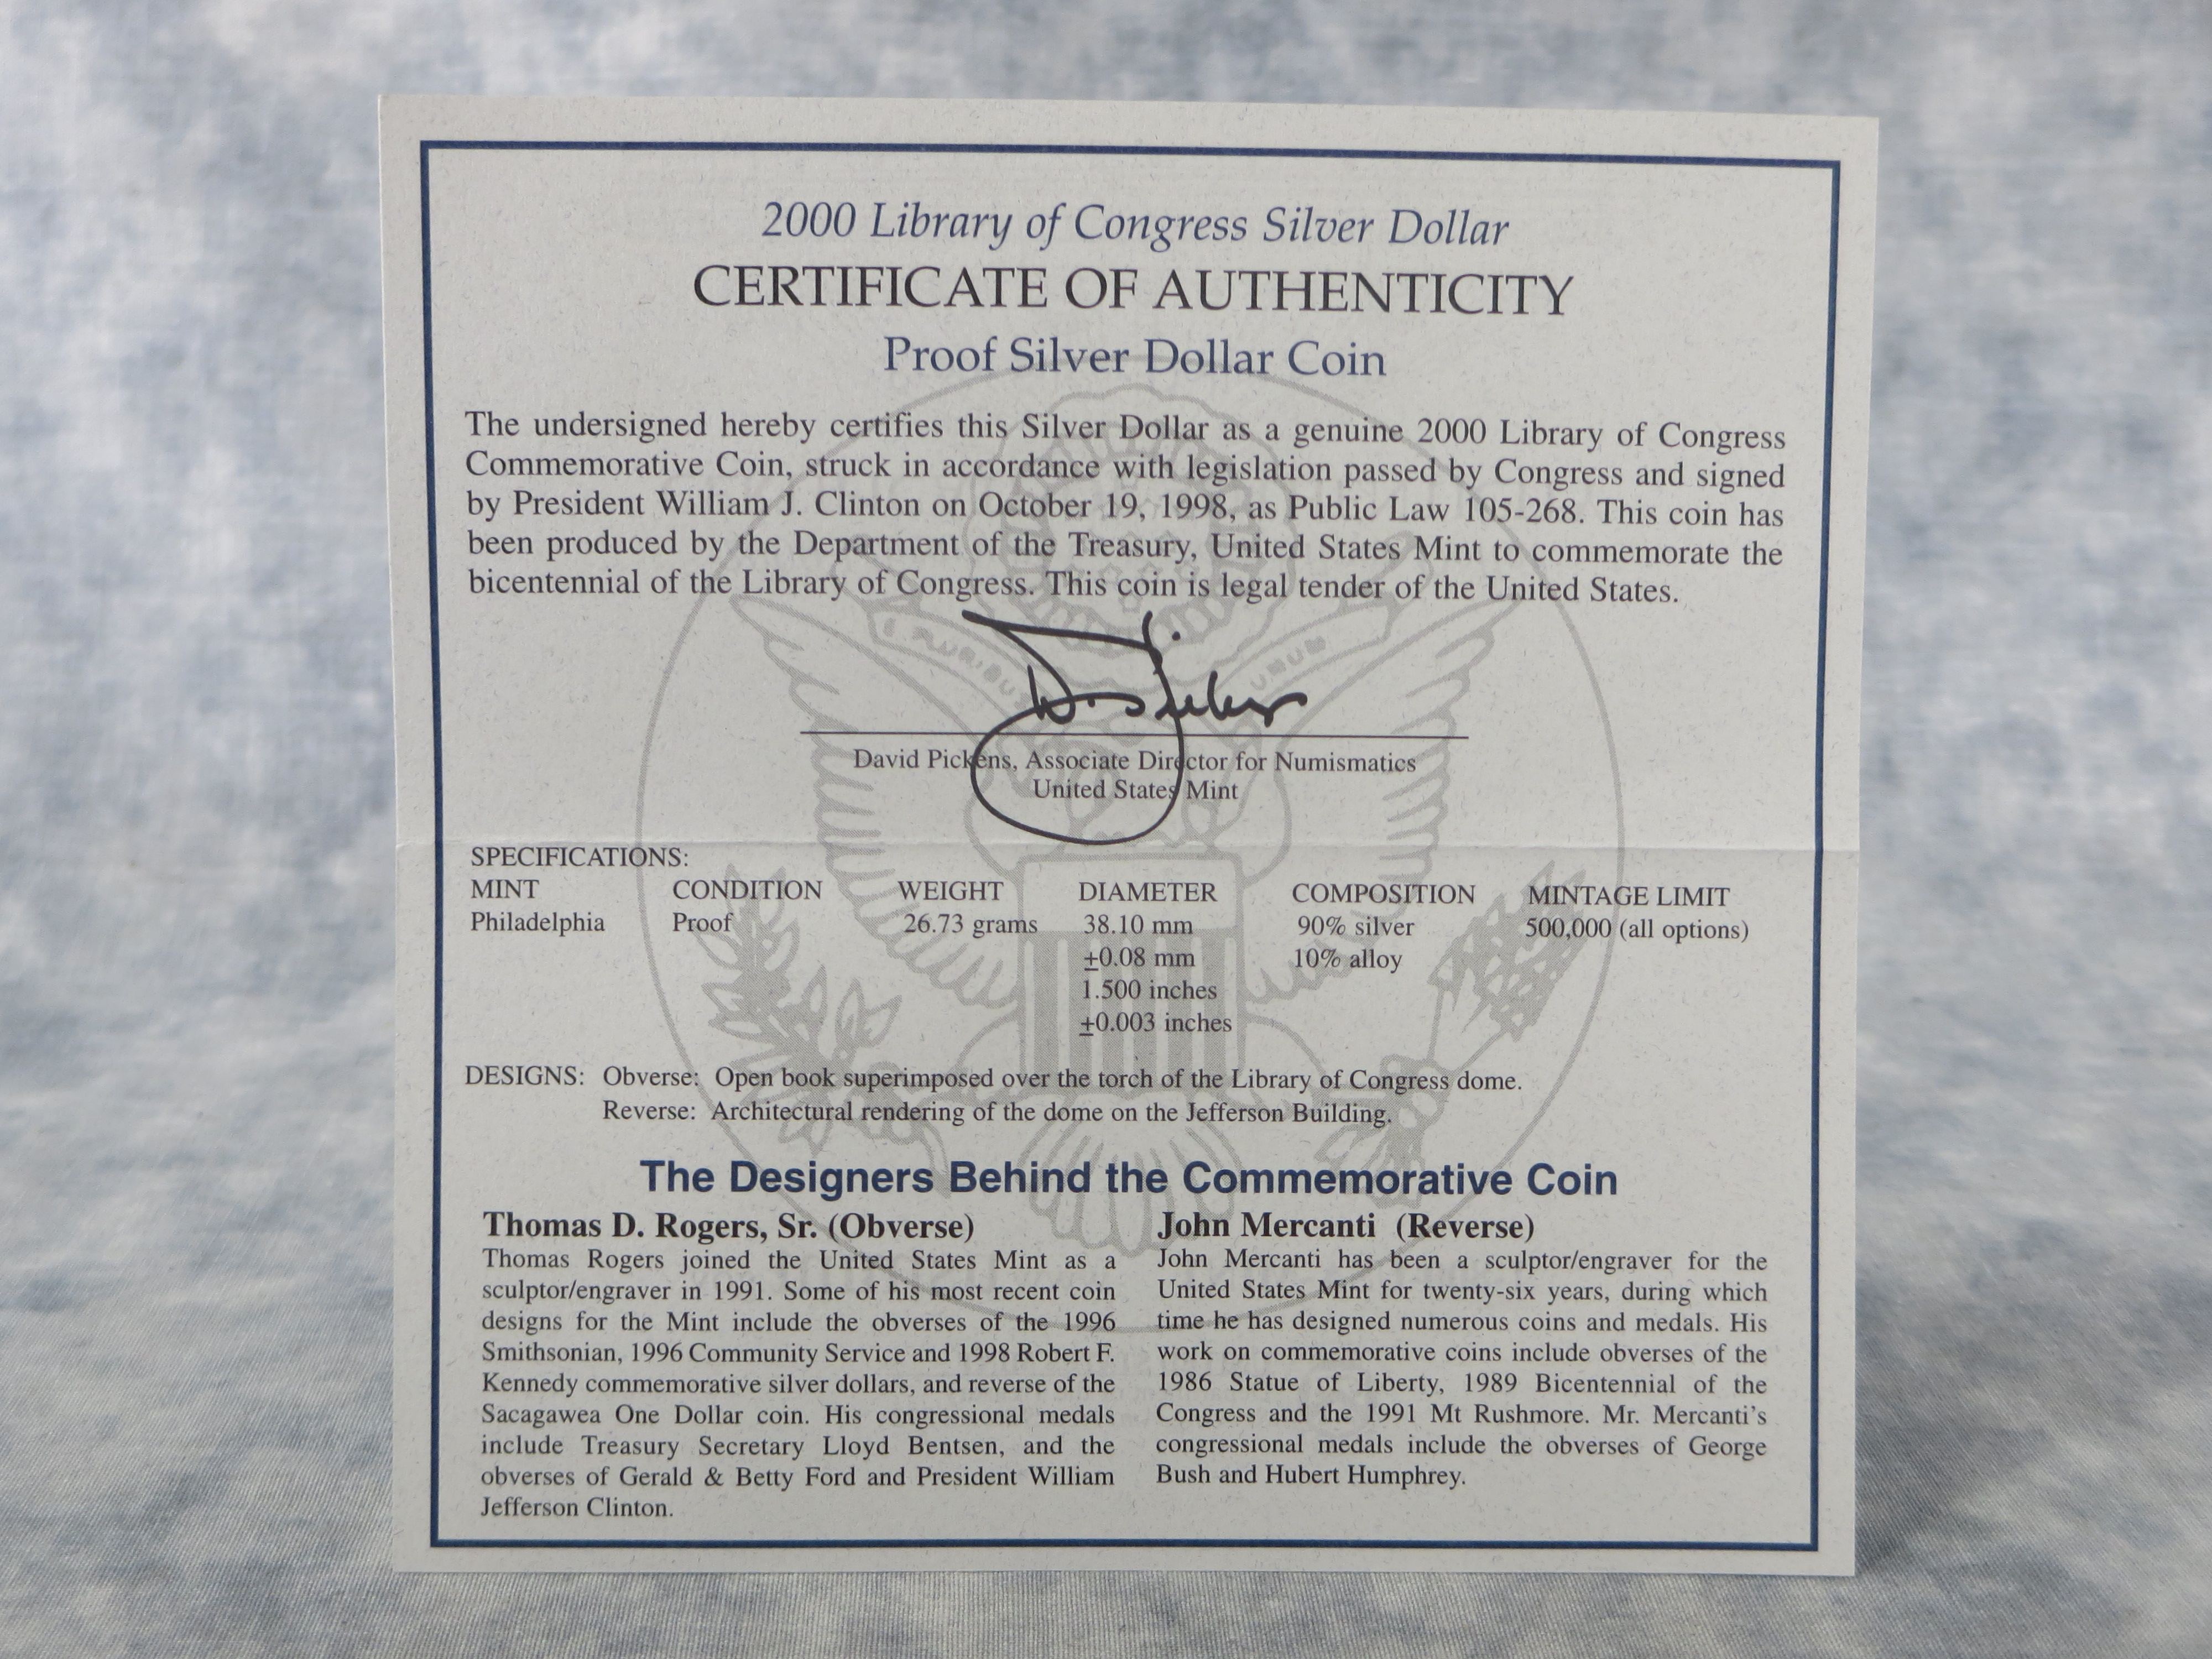 2000 Library of Congress Silver Dollar
CERTIFICATE OF AUTHENTICITY
Proof Silver Dollar Coin
The undersigned hereby certifies this Silver Dollar as a genuine 2000 Library of Congress
Commemorative Coin, struck in accordance with legislation passed by Congress and signed
by President William J. Clinton on October 19, 1998, as Public Law 105-268. This coin has
been produced by the Department of the Treasury, United States Mint to commemorate the
bicentennial of the Library of Congress. This coin is legal tender of the United States.
David Pickens, Associate Director for Numismatics
United States Mint
SPECIFICATIONS:
MINT CONDITION WEIGHT DIAMETER COMPOSITION MINTAGE LIMIT
Philadelphia Proof 26.73 grams 38.10 mm 90% silver 500,000 (all options)
±0.08 mm 10% alloy
1.500 inches
±0.003 inches
DESIGNS: Obverse: Open book superimposed over the torch of the Library of Congress dome.
Reverse: Architectural rendering of the dome on the Jefferson Building.
The Designers Behind the Commemorative Coin
Thomas D. Rogers, Sr. (Obverse)
Thomas Rogers joined the United States Mint as a
sculptor/engraver in 1991. Some of his most recent coin
designs for the Mint include the obverses of the 1996
Smithsonian, 1996 Community Service and 1998 Robert F.
Kennedy commemorative silver dollars, and reverse of the
Sacagawea One Dollar coin. His congressional medals
include Treasury Secretary Lloyd Bentsen, and the
obverses of Gerald & Betty Ford and President William
Jefferson Clinton.
John Mercanti (Reverse)
John Mercanti has been a sculptor/engraver for the
United States Mint for twenty-six years, during which
time he has designed numerous coins and medals. His
work on commemorative coins include obverses of the
1986 Statue of Liberty, 1989 Bicentennial of the
Congress and the 1991 Mt Rushmore. Mr. Mercanti's
congressional medals include the obverses of George
Bush and Hubert Humphrey.